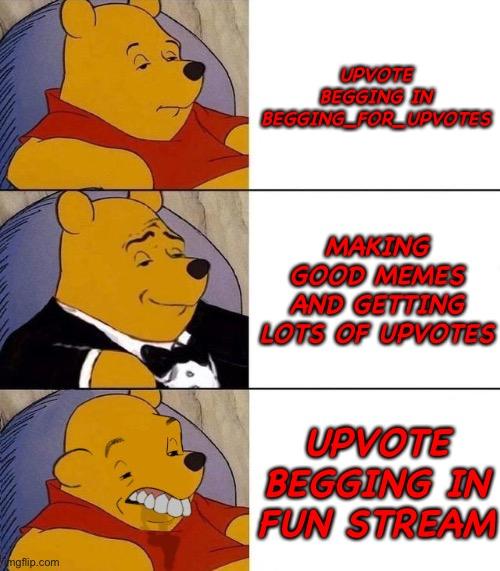 UPVOTE
BEGGING IN
BEGGING_FOR_UPVOTES
MAKING
GOOD MEMES
AND GETTING
LOTS OF UPVOTES
UPVOTE
BEGGING IN
FUN STREAM
imgflip.com